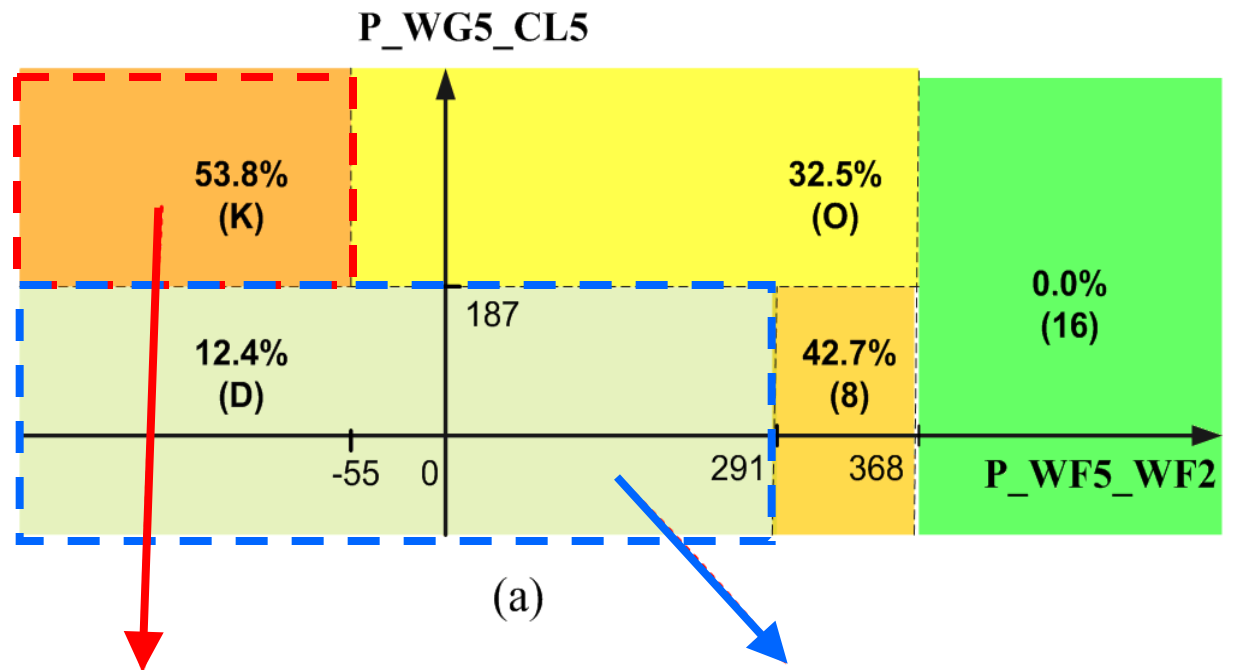 P_WG5_CL5
53.8%
(K)
32.5%
(O)
0.0%
(16)
187
12.4%
(D)
42.7%
(8)
-55
0
291
368
P_WF5_WF2
(a)